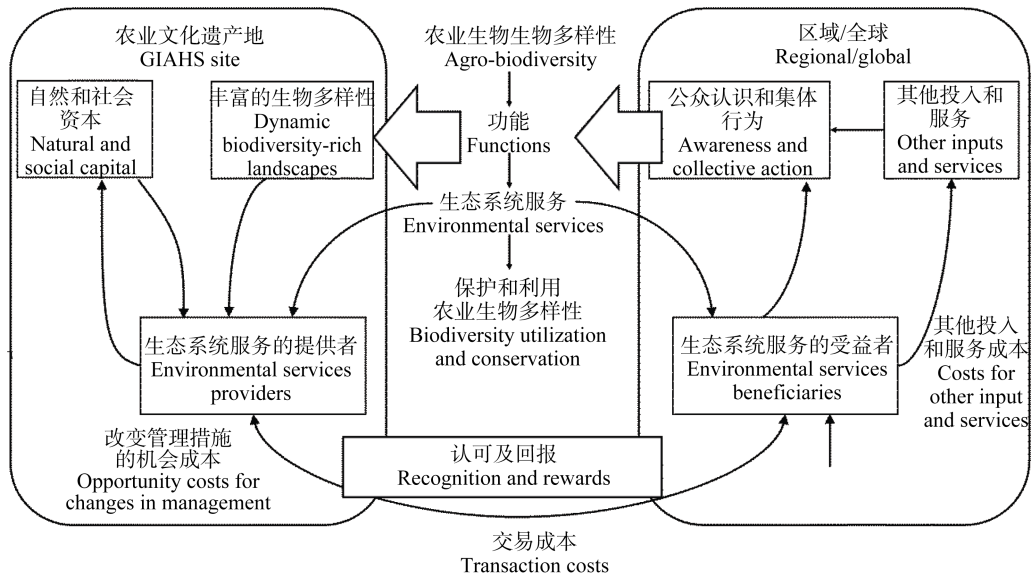 农业文化遗产地
GIAHS site
自然和社会
资本
Natural and
social capital
丰富的生物多样性
Dynamic
biodiversity-rich
landscapes
生态系统服务的提供者
Environmental services
providers
改变管理措施
的机会成本
Opportunity costs for
changes in management
农业生物生物多样性
Agro-biodiversity
功能
Functions
生态系统服务
Environmental services
保护和利用
农业生物多样性
Biodiversity utilization
and conservation
认可及回报
Recognition and rewards
交易成本
Transaction costs
区域/全球
Regional/global
公众认识和集体
行为
Awareness and
collective action
其他投入和
服务
Other inputs
and services
生态系统服务的受益者
Environmental services
beneficiaries
其他投入
和服务成本
Costs for
other input
and services